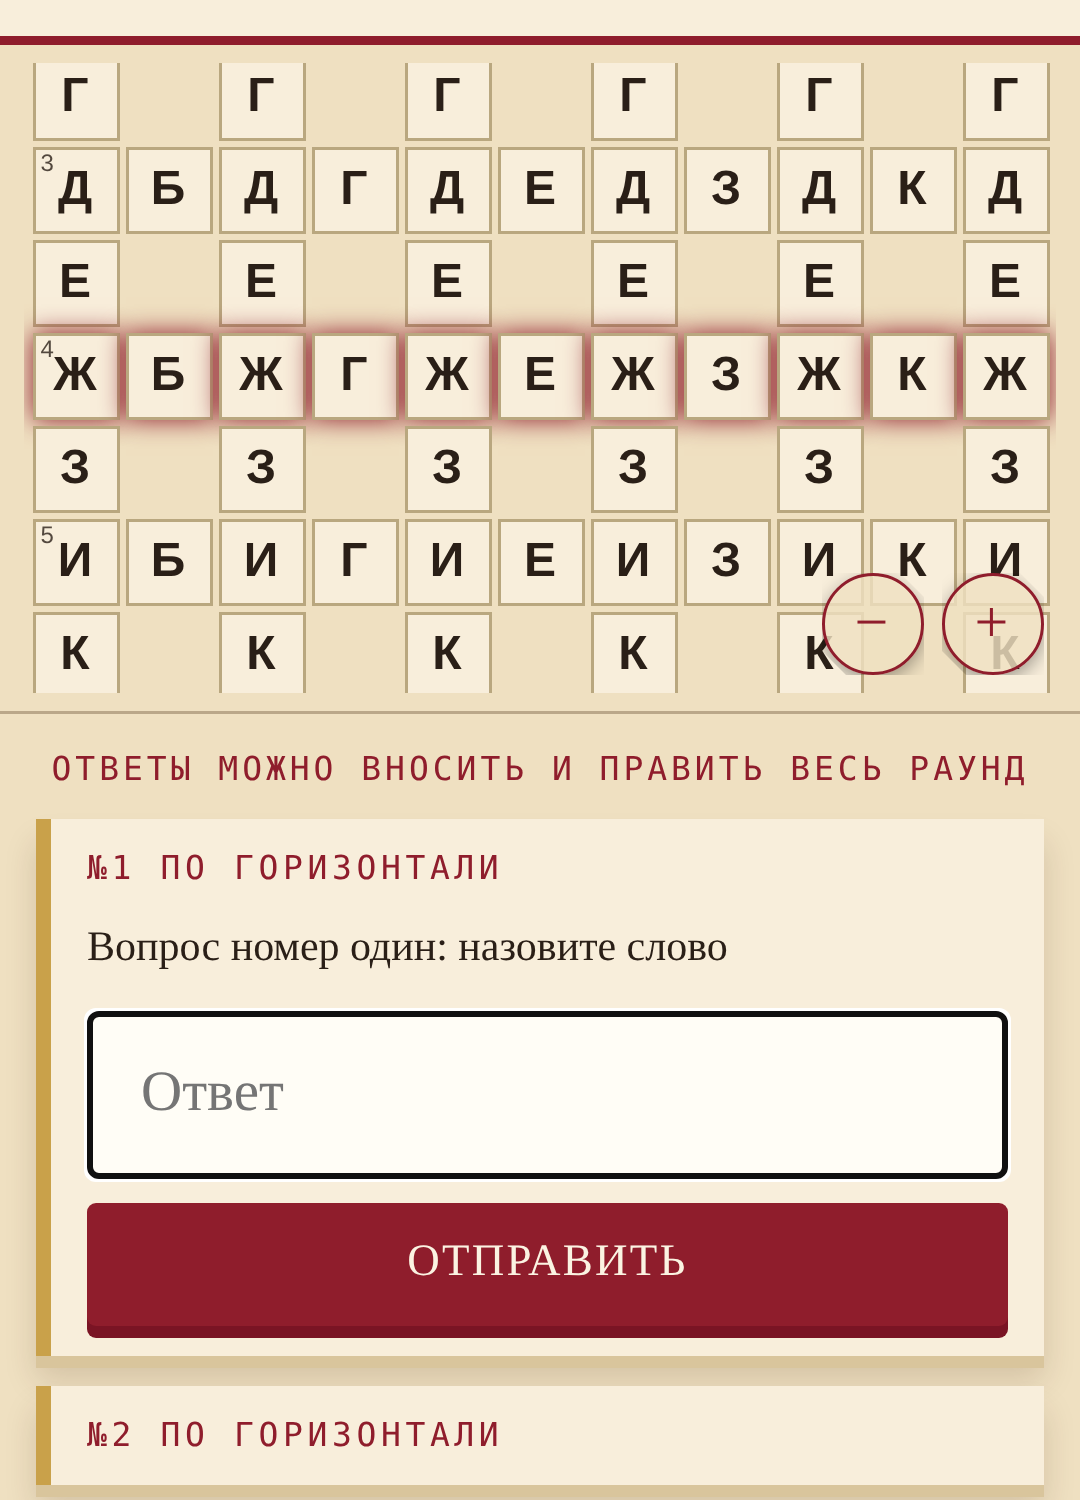 Г Г Г Г Г Г
3 Д Б Д Г Д Е Д З Д К Д
Е Е Е Е Е Е
4 Ж Б Ж Г Ж Е Ж З Ж К Ж
З З З З З З
5 И Б И Г И Е И З И К И
К К К К К К
− +
ОТВЕТЫ МОЖНО ВНОСИТЬ И ПРАВИТЬ ВЕСЬ РАУНД
№1 ПО ГОРИЗОНТАЛИ
Вопрос номер один: назовите слово
Ответ
ОТПРАВИТЬ
№2 ПО ГОРИЗОНТАЛИ